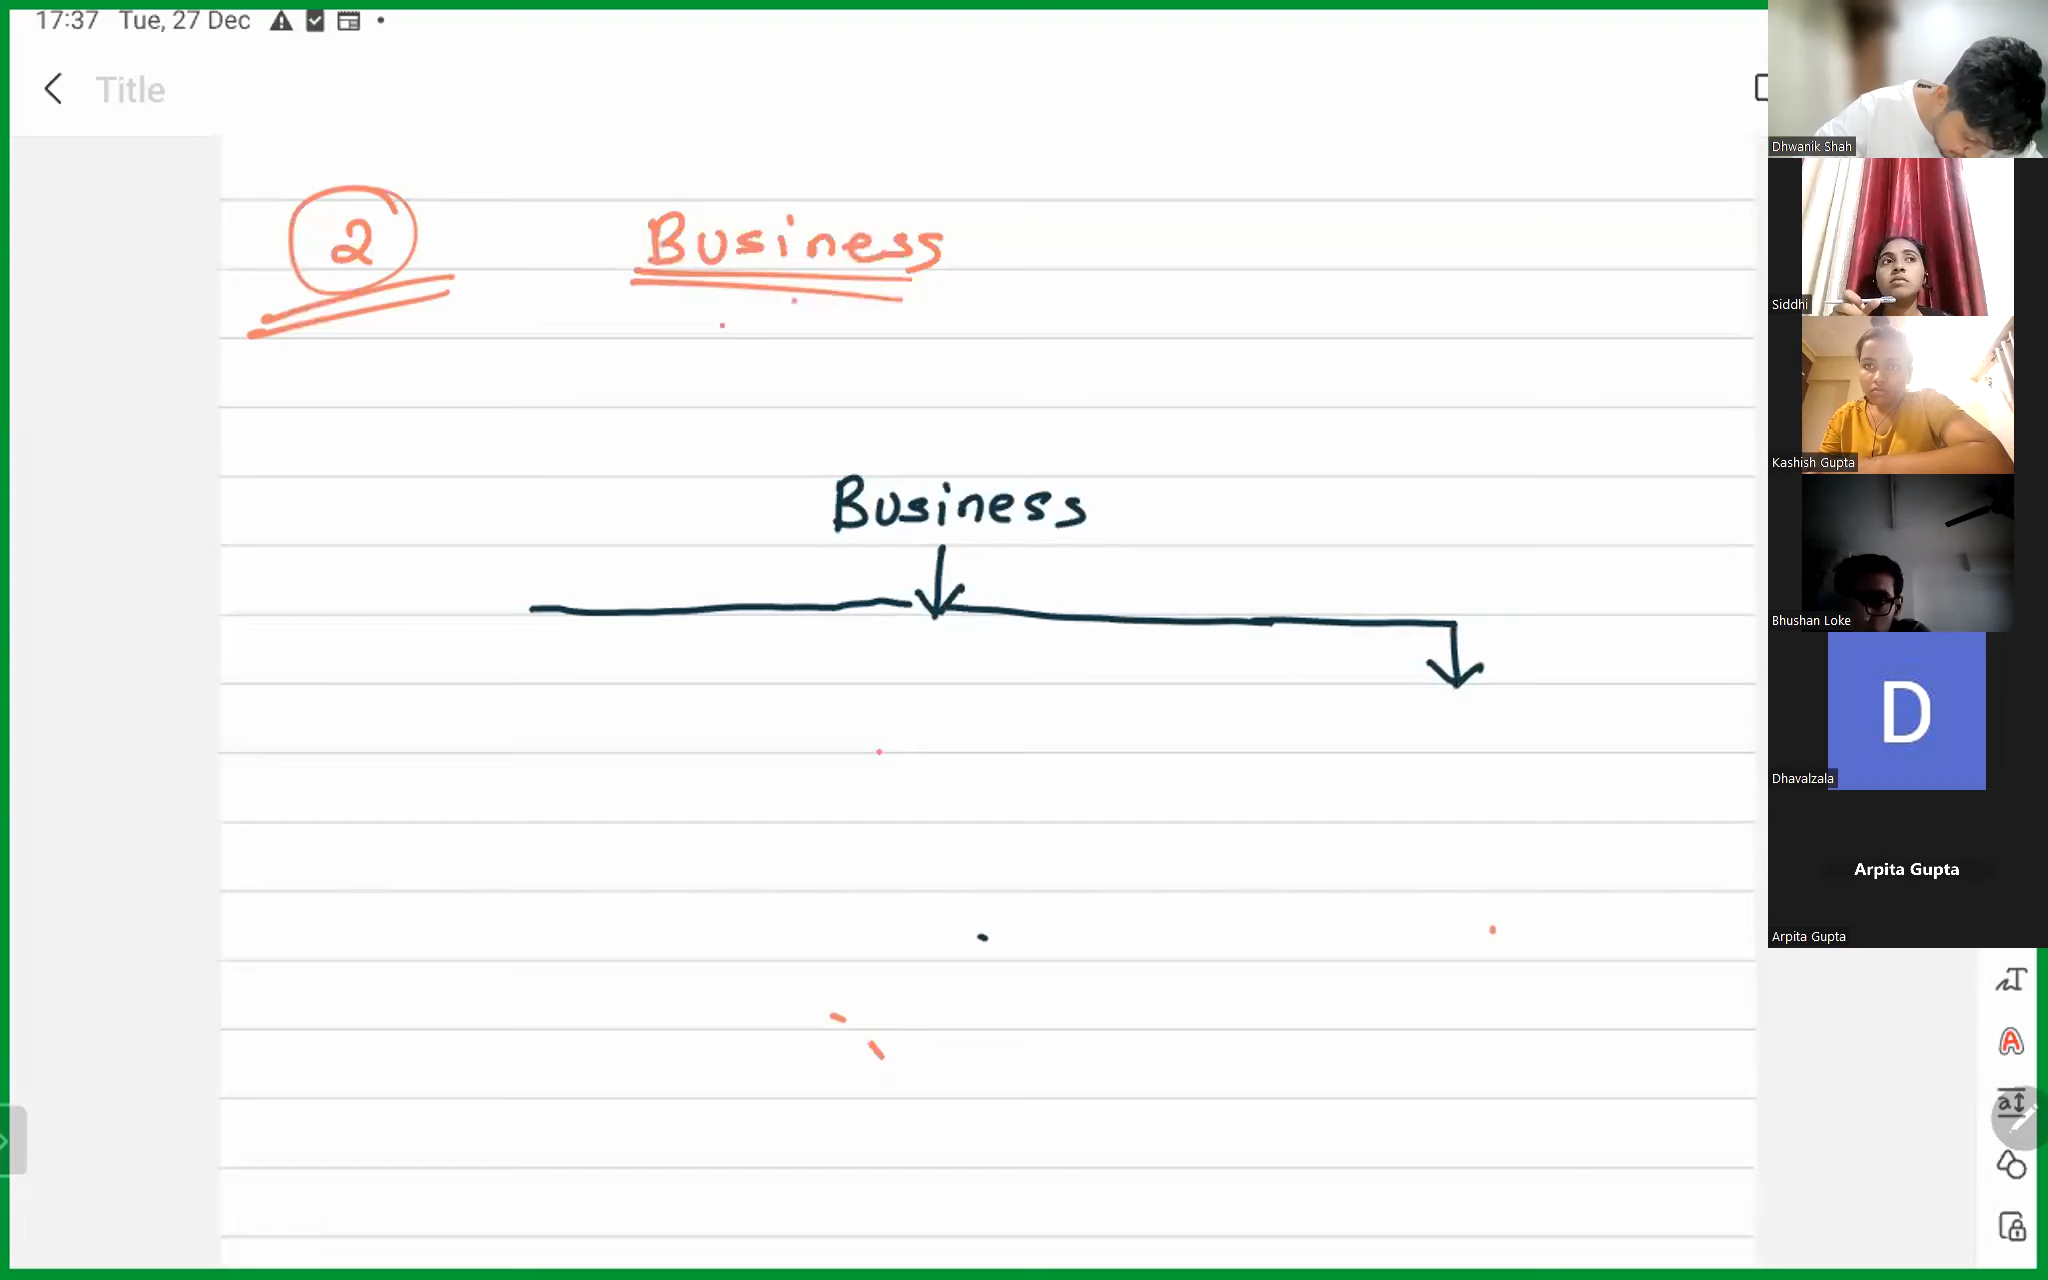 17:37 Tue, 27 Dec
Title
2 Business
Business
Dhwanik Shah
Siddhi
Kashish Gupta
Bhushan Loke
D
Dhavalzala
Arpita Gupta
Arpita Gupta
T
A
a